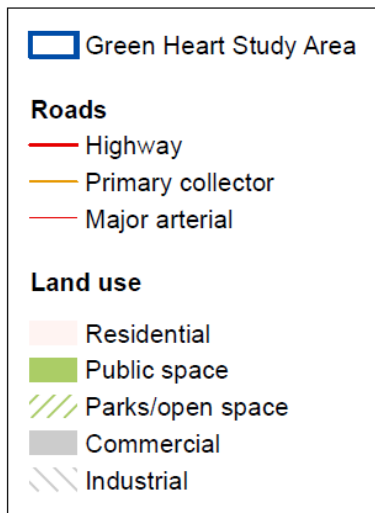 Green Heart Study Area
Roads
Highway
Primary collector
Major arterial
Land use
Residential
Public space
Parks/open space
Commercial
Industrial